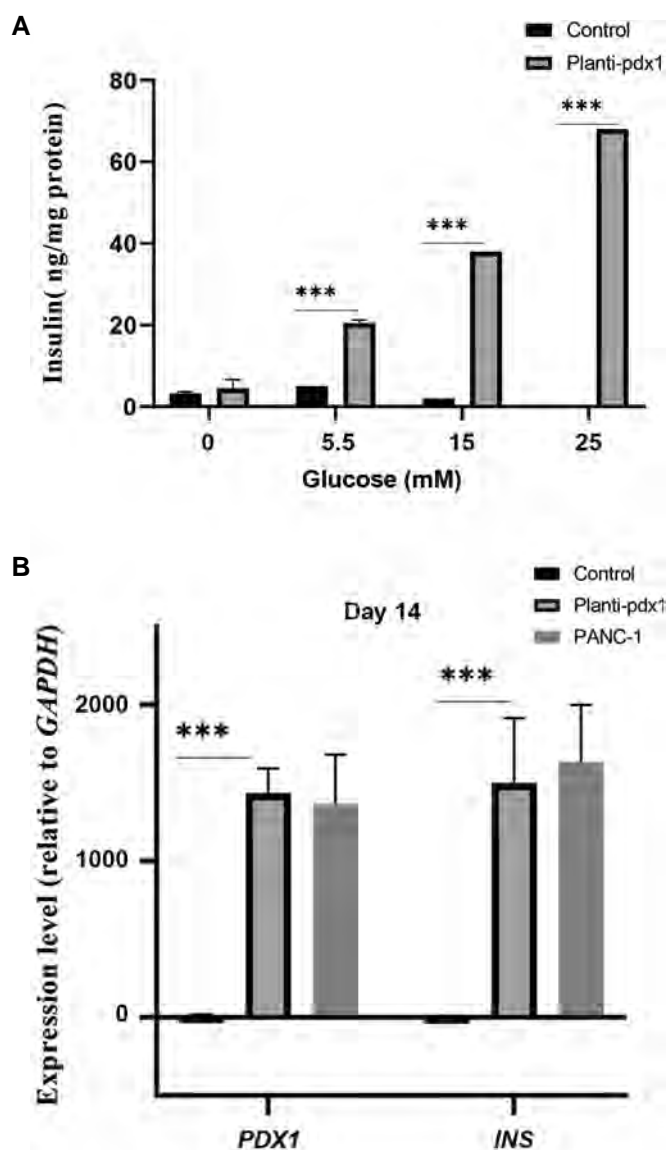 A
Control
Planti-pdx1
Insulin( ng/mg protein)
80
60
40
20
0
***
***
***
0 5.5 15 25
Glucose (mM)
B
Control
Planti-pdx1
PANC-1
Day 14
Expression level (relative to GAPDH)
2000
1000
0
***
***
PDX1 INS